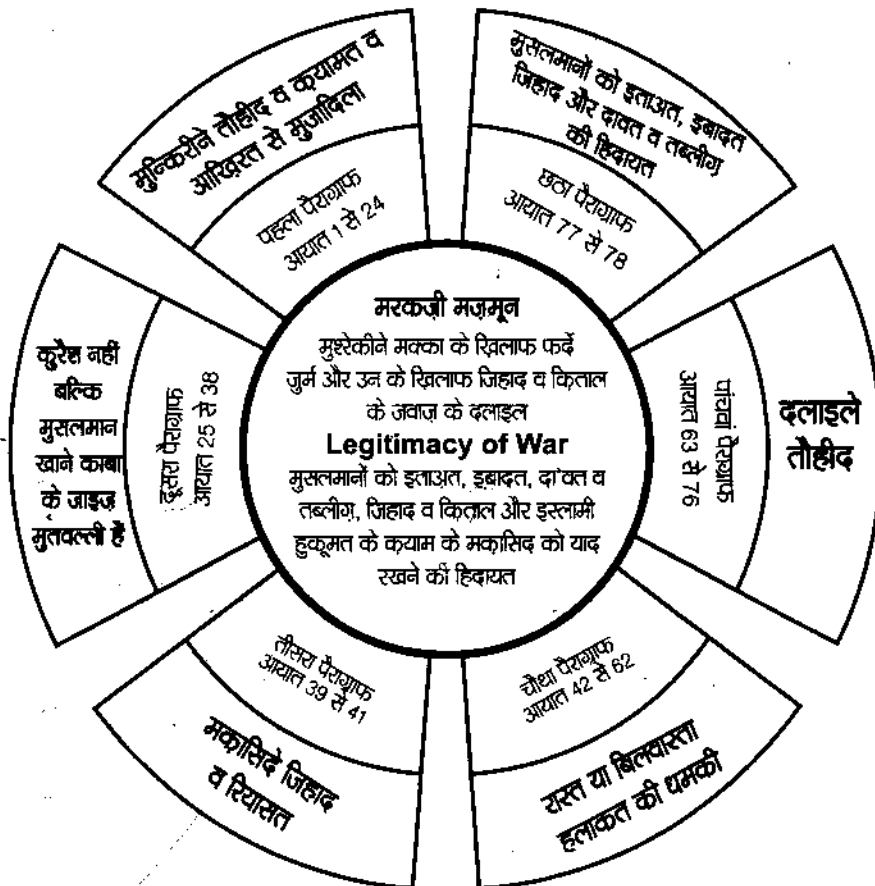 मुन्किरीने तौहीद व क़यामत व
आख़िरत से मुजादिला
पहला पैराग्राफ
आयात 1 से 24
मुसलमानों को इताअत, इबादत
जिहाद और दावत व तब्लीग़
की हिदायत
छठा पैराग्राफ
आयात 77 से 78
क़ुरैश नहीं
बल्कि
मुसलमान
ख़ाने काबा
के जाइज़
मुतवल्ली हैं
दूसरा पैराग्राफ
आयात 25 से 38
मरकज़ी मज़मून
मुश्रेकीने मक्का के ख़िलाफ फर्दे
जुर्म और उन के ख़िलाफ जिहाद व क़िताल
के जवाज़ के दलाइल
Legitimacy of War
मुसलमानों को इताअत, इबादत, दा'वत व
तब्लीग़, जिहाद व क़िताल और इस्लामी
हुकूमत के क़याम के मक़ासिद को याद
रखने की हिदायत
पांचवां पैराग्राफ
आयात 63 से 76
दलाइले
तौहीद
तीसरा पैराग्राफ
आयात 39 से 41
मक़ासिदे जिहाद
व रियासत
चौथा पैराग्राफ
आयात 42 से 62
रास्त या बिलवास्ता
हलाकत की धमकी